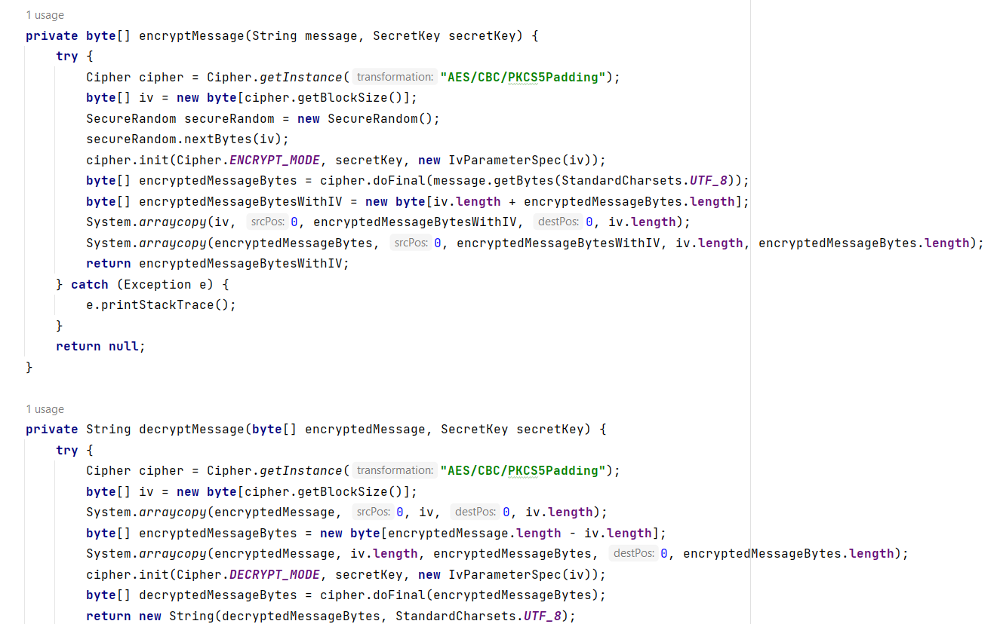 1 usage
private byte[] encryptMessage(String message, SecretKey secretKey) {
try {
Cipher cipher = Cipher.getInstance( transformation: "AES/CBC/PKCS5Padding");
byte[] iv = new byte[cipher.getBlockSize()];
SecureRandom secureRandom = new SecureRandom();
secureRandom.nextBytes(iv);
cipher.init(Cipher.ENCRYPT_MODE, secretKey, new IvParameterSpec(iv));
byte[] encryptedMessageBytes = cipher.doFinal(message.getBytes(StandardCharsets.UTF_8));
byte[] encryptedMessageBytesWithIV = new byte[iv.length + encryptedMessageBytes.length];
System.arraycopy(iv, srcPos: 0, encryptedMessageBytesWithIV, destPos: 0, iv.length);
System.arraycopy(encryptedMessageBytes, srcPos: 0, encryptedMessageBytesWithIV, iv.length, encryptedMessageBytes.length);
return encryptedMessageBytesWithIV;
} catch (Exception e) {
e.printStackTrace();
}
return null;
}
1 usage
private String decryptMessage(byte[] encryptedMessage, SecretKey secretKey) {
try {
Cipher cipher = Cipher.getInstance( transformation: "AES/CBC/PKCS5Padding");
byte[] iv = new byte[cipher.getBlockSize()];
System.arraycopy(encryptedMessage, srcPos: 0, iv, destPos: 0, iv.length);
byte[] encryptedMessageBytes = new byte[encryptedMessage.length - iv.length];
System.arraycopy(encryptedMessage, iv.length, encryptedMessageBytes, destPos: 0, encryptedMessageBytes.length);
cipher.init(Cipher.DECRYPT_MODE, secretKey, new IvParameterSpec(iv));
byte[] decryptedMessageBytes = cipher.doFinal(encryptedMessageBytes);
return new String(decryptedMessageBytes, StandardCharsets.UTF_8);